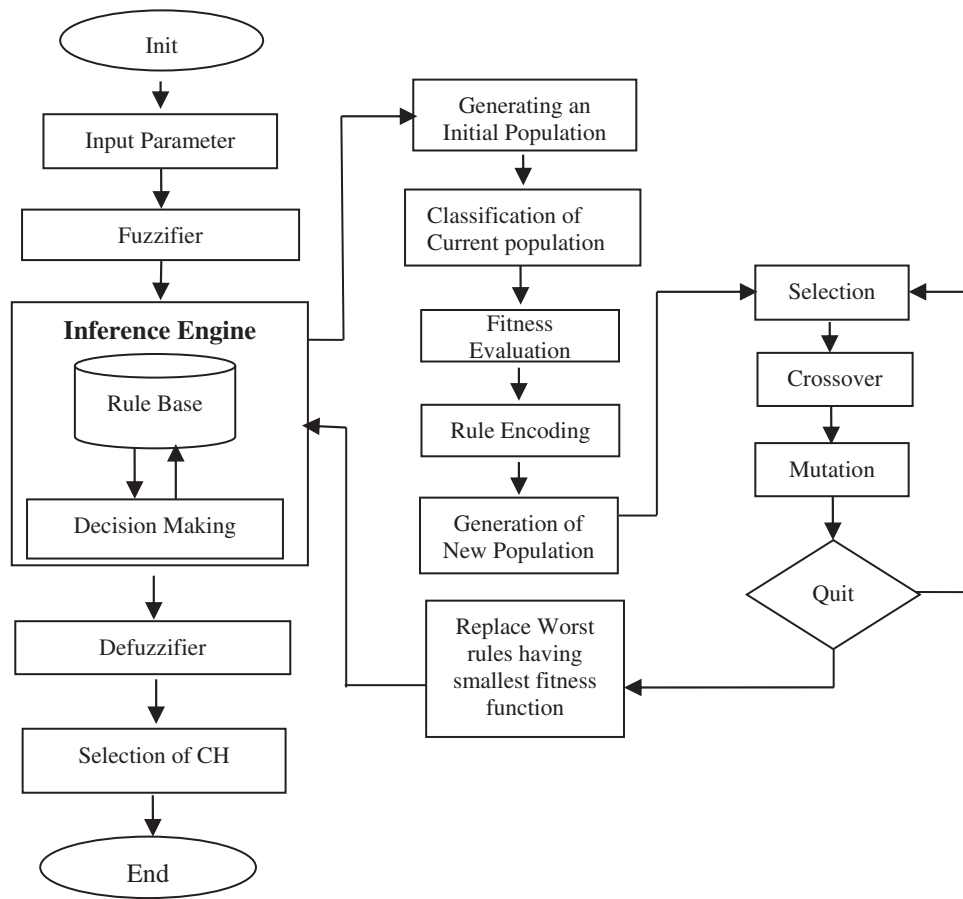 Init
Input Parameter
Fuzzifier
Inference Engine
Rule Base
Decision Making
Defuzzifier
Selection of CH
End
Generating an
Initial Population
Classification of
Current population
Fitness
Evaluation
Rule Encoding
Generation of
New Population
Replace Worst
rules having
smallest fitness
function
Selection
Crossover
Mutation
Quit